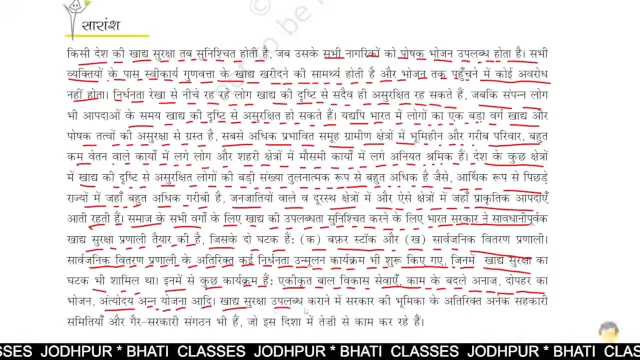 सारांश
किसी देश की खाद्य सुरक्षा तब सुनिश्चित होती है, जब उसके सभी नागरिकों को पोषक भोजन उपलब्ध होता है। सभी
व्यक्तियों के पास स्वीकार्य गुणवत्ता के खाद्य खरीदने की सामर्थ्य होती है और भोजन तक पहुँचने में कोई अवरोध
नहीं होता। निर्धनता रेखा से नीचे रह रहे लोग खाद्य की दृष्टि से सदैव ही असुरक्षित रह सकते हैं, जबकि संपन्न लोग
भी आपदाओं के समय खाद्य की दृष्टि से असुरक्षित हो सकते हैं। यद्यपि भारत में लोगों का एक बड़ा वर्ग खाद्य और
पोषक तत्वों की असुरक्षा से ग्रस्त है, सबसे अधिक प्रभावित समूह ग्रामीण क्षेत्रों में भूमिहीन और गरीब परिवार, बहुत
कम वेतन वाले कार्यों में लगे लोग और शहरी क्षेत्रों में मौसमी कार्यों में लगे अनियत श्रमिक हैं। देश के कुछ क्षेत्रों
में खाद्य की दृष्टि से असुरक्षित लोगों की बड़ी संख्या तुलनात्मक रूप से बहुत अधिक है जैसे, आर्थिक रूप से पिछड़े
राज्यों में जहाँ बहुत अधिक गरीबी है, जनजातियों वाले व दूरस्थ क्षेत्रों में और ऐसे क्षेत्रों में जहाँ प्राकृतिक आपदाएँ
आती रहती हैं। समाज के सभी वर्गों के लिए खाद्य की उपलब्धता सुनिश्चित करने के लिए भारत सरकार ने सावधानीपूर्वक
खाद्य सुरक्षा प्रणाली तैयार की है, जिसके दो घटक हैं: (क) बफ़र स्टॉक और (ख) सार्वजनिक वितरण प्रणाली।
सार्वजनिक वितरण प्रणाली के अतिरिक्त कई निर्धनता उन्मूलन कार्यक्रम भी शुरू किए गए, जिनमें खाद्य सुरक्षा का
घटक भी शामिल था। इनमें से कुछ कार्यक्रम हैं: एकीकृत बाल विकास सेवाएँ, काम के बदले अनाज, दोपहर का
भोजन, अंत्योदय अन्न योजना आदि। खाद्य सुरक्षा उपलब्ध कराने में सरकार की भूमिका के अतिरिक्त अनेक सहकारी
समितियाँ और गैर-सरकारी संगठन भी हैं, जो इस दिशा में तेज़ी से काम कर रहे हैं।
ASSES JODHPUR*BHATI CLASSES JODHPUR*BHATI CLASSES JODH